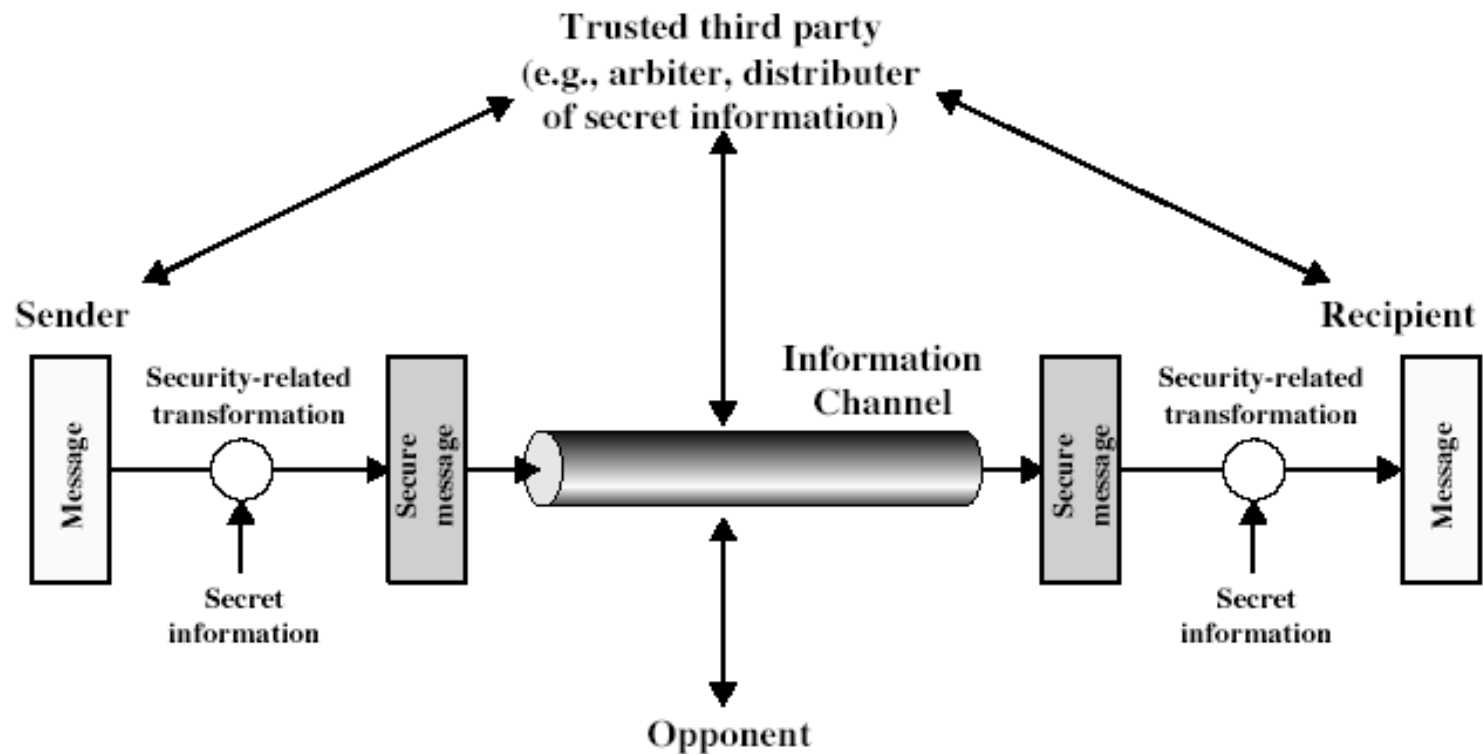 Trusted third party
(e.g., arbiter, distributer
of secret information)
Sender
Recipient
Information
Channel
Security-related
transformation
Security-related
transformation
Message
Secure
message
Secure
message
Message
Secret
information
Secret
information
Opponent